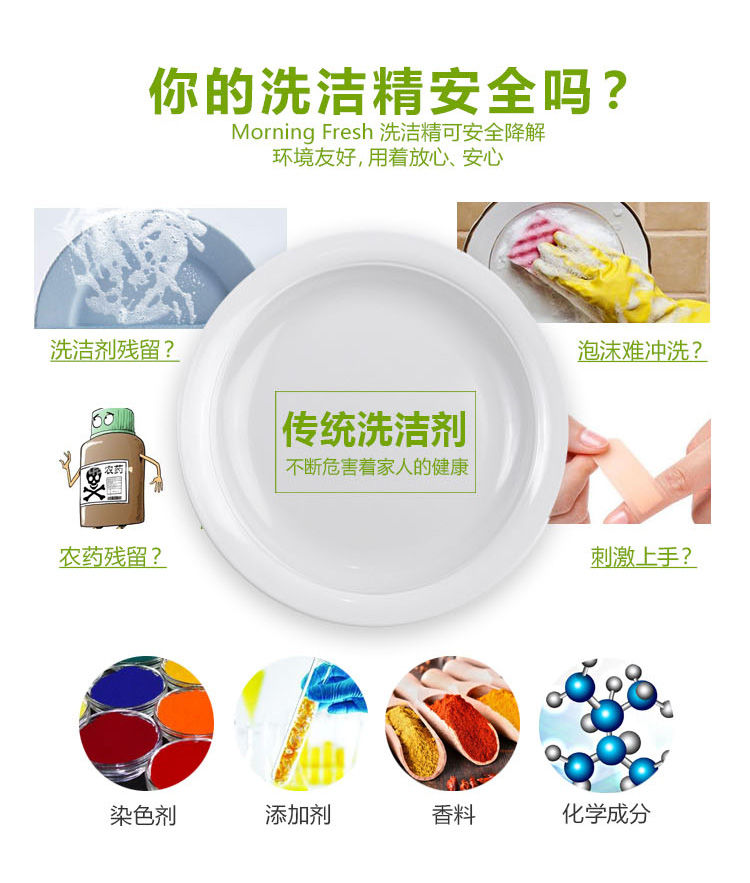 你的洗洁精安全吗？
Morning Fresh 洗洁精可安全降解
环境友好，用着放心、安心
洗洁剂残留？
泡沫难冲洗？
传统洗洁剂
不断危害着家人的健康
农药
农药残留？
刺激上手？
染色剂
添加剂
香料
化学成分